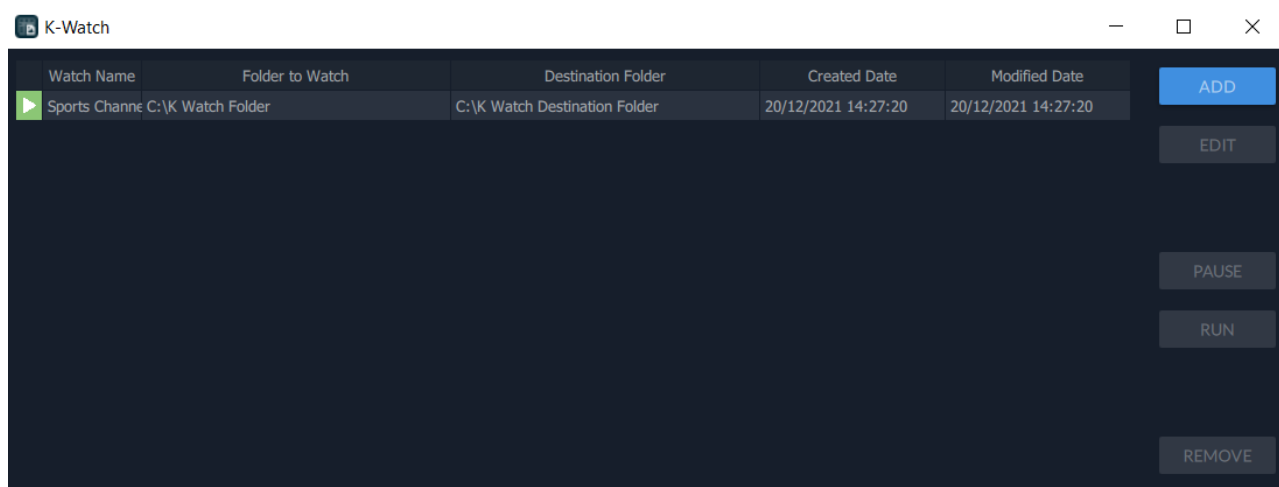 K-Watch
Watch Name Folder to Watch Destination Folder Created Date Modified Date
Sports Channe C:\K Watch Folder C:\K Watch Destination Folder 20/12/2021 14:27:20 20/12/2021 14:27:20
ADD
EDIT
PAUSE
RUN
REMOVE